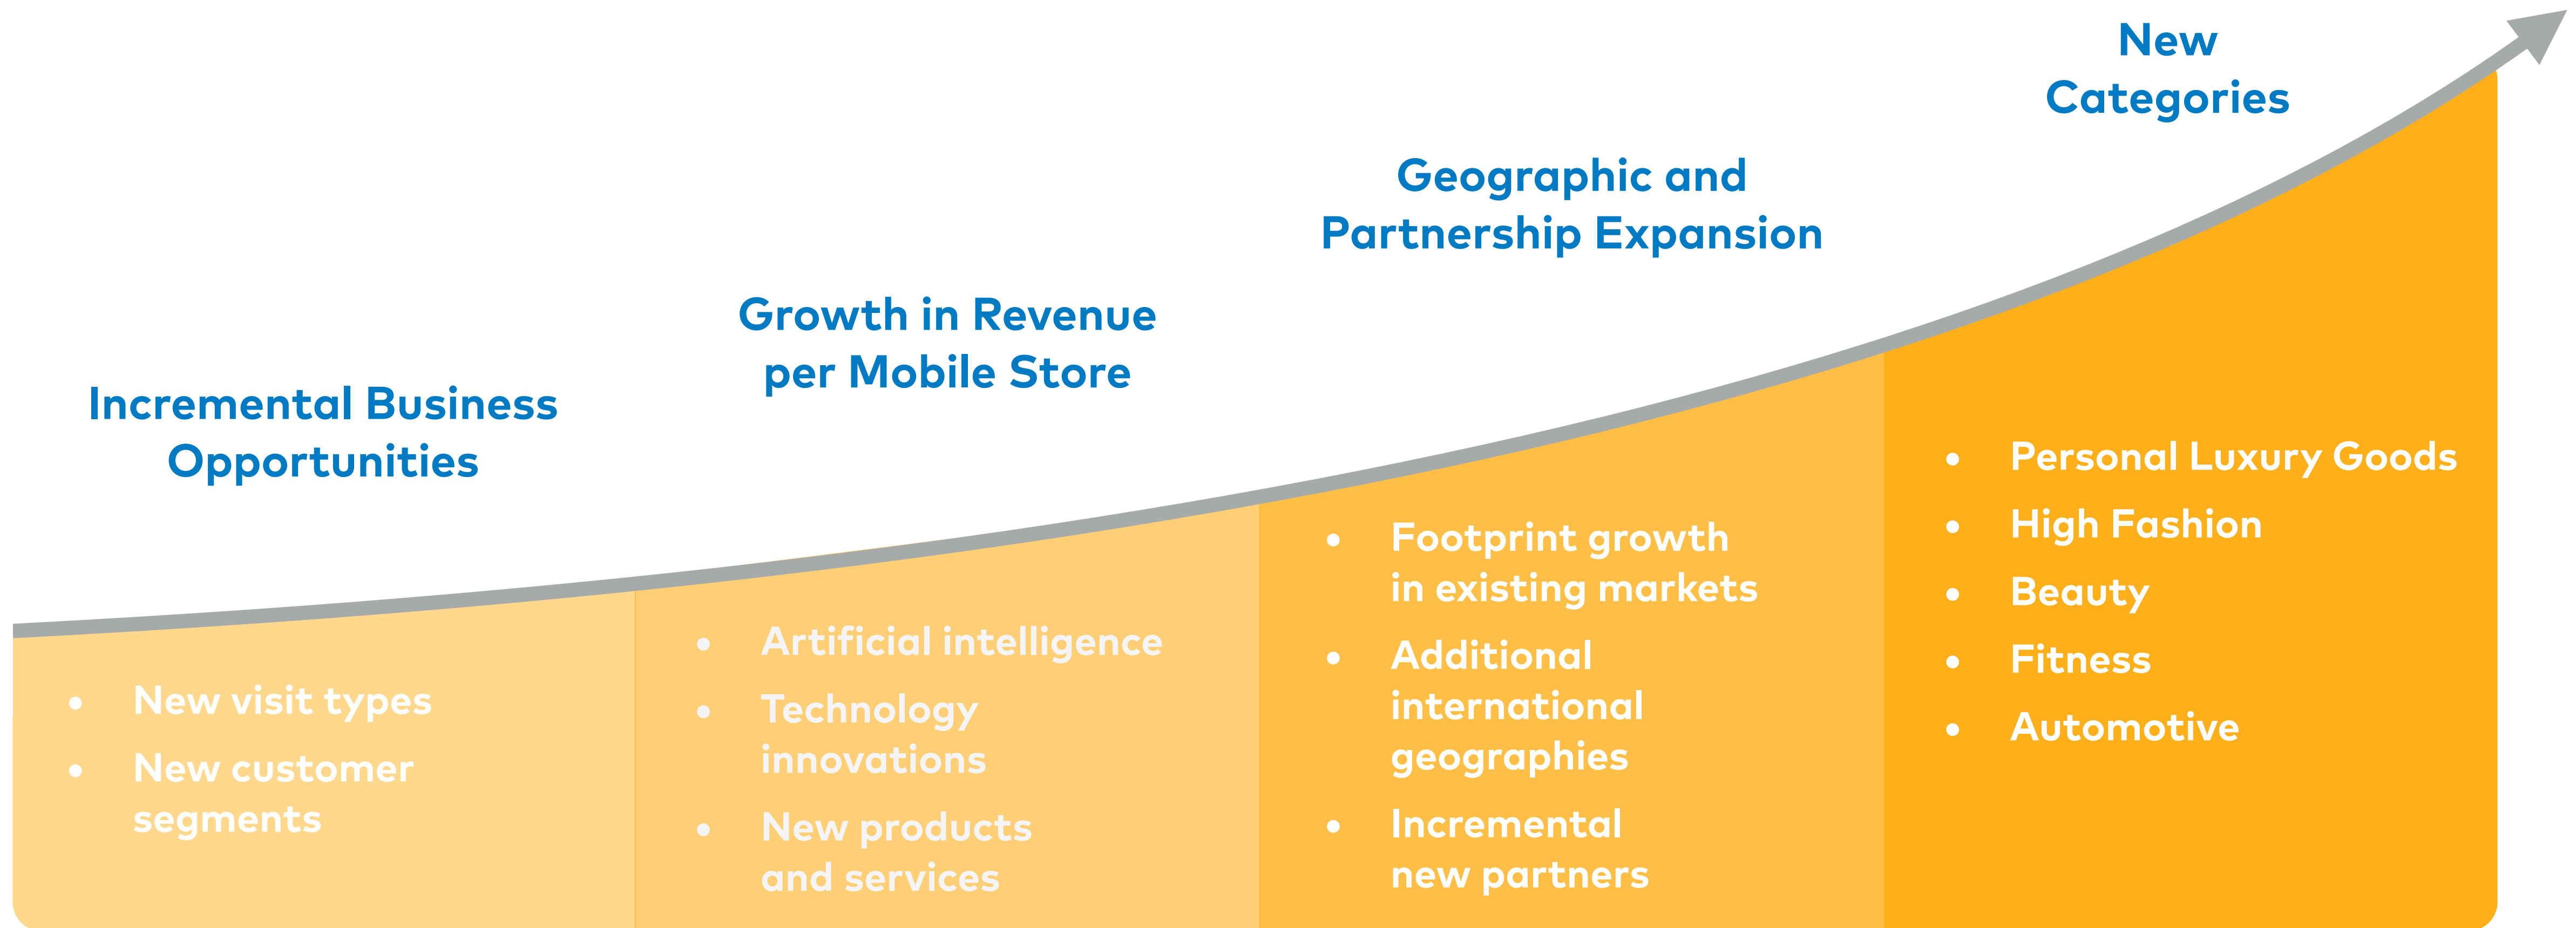 Incremental Business
Opportunities
• New visit types
• New customer
segments
Growth in Revenue
per Mobile Store
• Artificial intelligence
• Technology
innovations
• New products
and services
Geographic and
Partnership Expansion
• Footprint growth
in existing markets
• Additional
international
geographies
• Incremental
new partners
New
Categories
• Personal Luxury Goods
• High Fashion
• Beauty
• Fitness
• Automotive